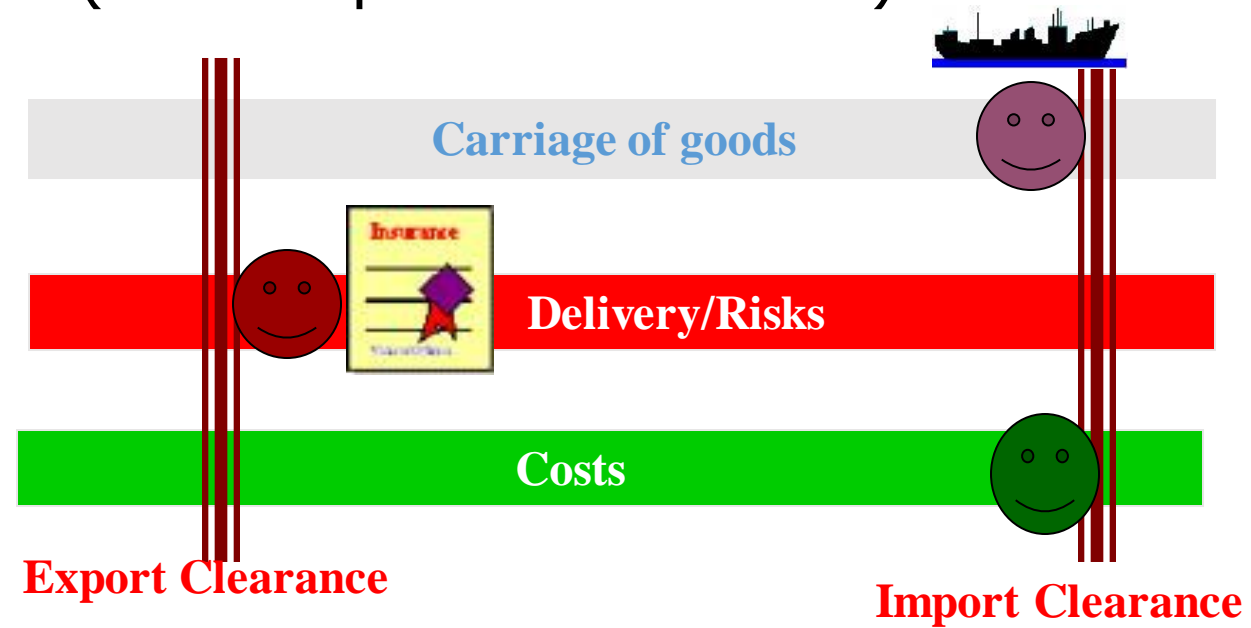 Carriage of goods
Insurance
Delivery/Risks
Costs
Export Clearance
Import Clearance